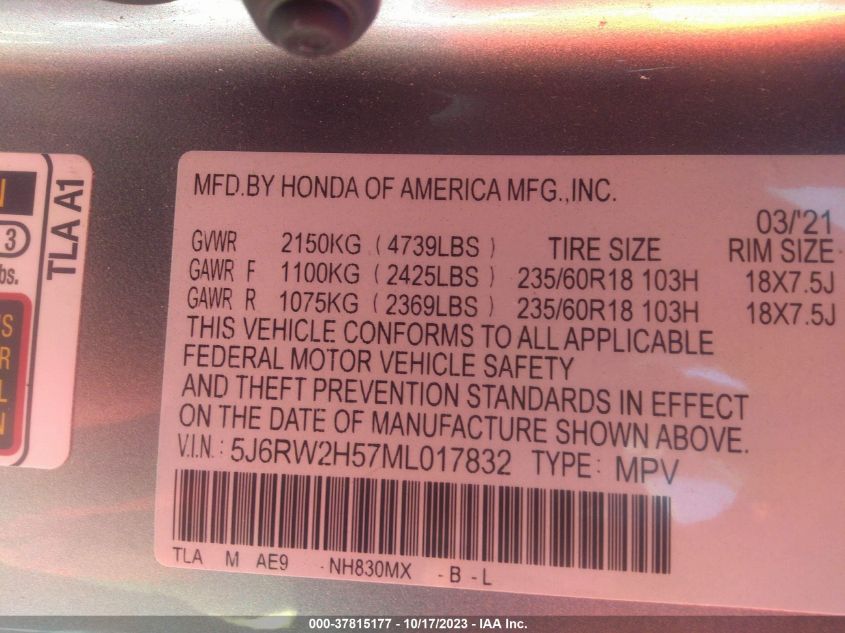 MFD.BY HONDA OF AMERICA MFG.,INC.
03/'21
GVWR 2150KG ( 4739LBS ) TIRE SIZE RIM SIZE
GAWR F 1100KG ( 2425LBS ) 235/60R18 103H 18X7.5J
GAWR R 1075KG ( 2369LBS ) 235/60R18 103H 18X7.5J
THIS VEHICLE CONFORMS TO ALL APPLICABLE
FEDERAL MOTOR VEHICLE SAFETY
AND THEFT PREVENTION STANDARDS IN EFFECT
ON THE DATE OF MANUFACTURE SHOWN ABOVE.
V.I.N. : 5J6RW2H57ML017832 TYPE : MPV
TLA M AE9 NH830MX - B - L
TLA A1
3
bs.
S
R
L
N
000-37815177 - 10/17/2023 - IAA Inc.